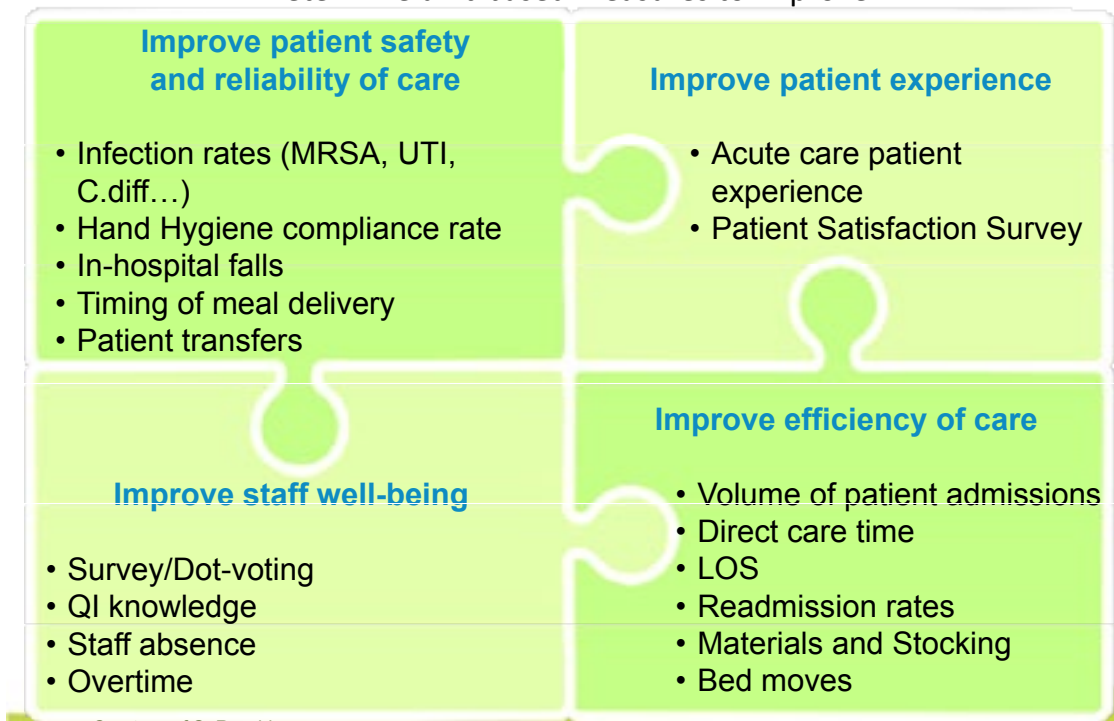 Improve patient safety
and reliability of care
• Infection rates (MRSA, UTI,
C.diff…)
• Hand Hygiene compliance rate
• In-hospital falls
• Timing of meal delivery
• Patient transfers
Improve patient experience
• Acute care patient
experience
• Patient Satisfaction Survey
Improve staff well-being
• Survey/Dot-voting
• QI knowledge
• Staff absence
• Overtime
Improve efficiency of care
• Volume of patient admissions
• Direct care time
• LOS
• Readmission rates
• Materials and Stocking
• Bed moves